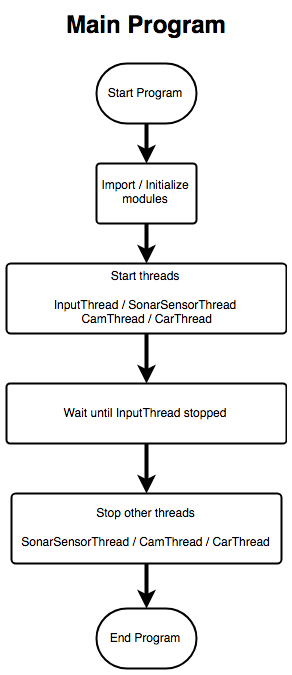 Main Program
Start Program
Import / Initialize
modules
Start threads
InputThread / SonarSensorThread
CamThread / CarThread
Wait until InputThread stopped
Stop other threads
SonarSensorThread / CamThread / CarThread
End Program